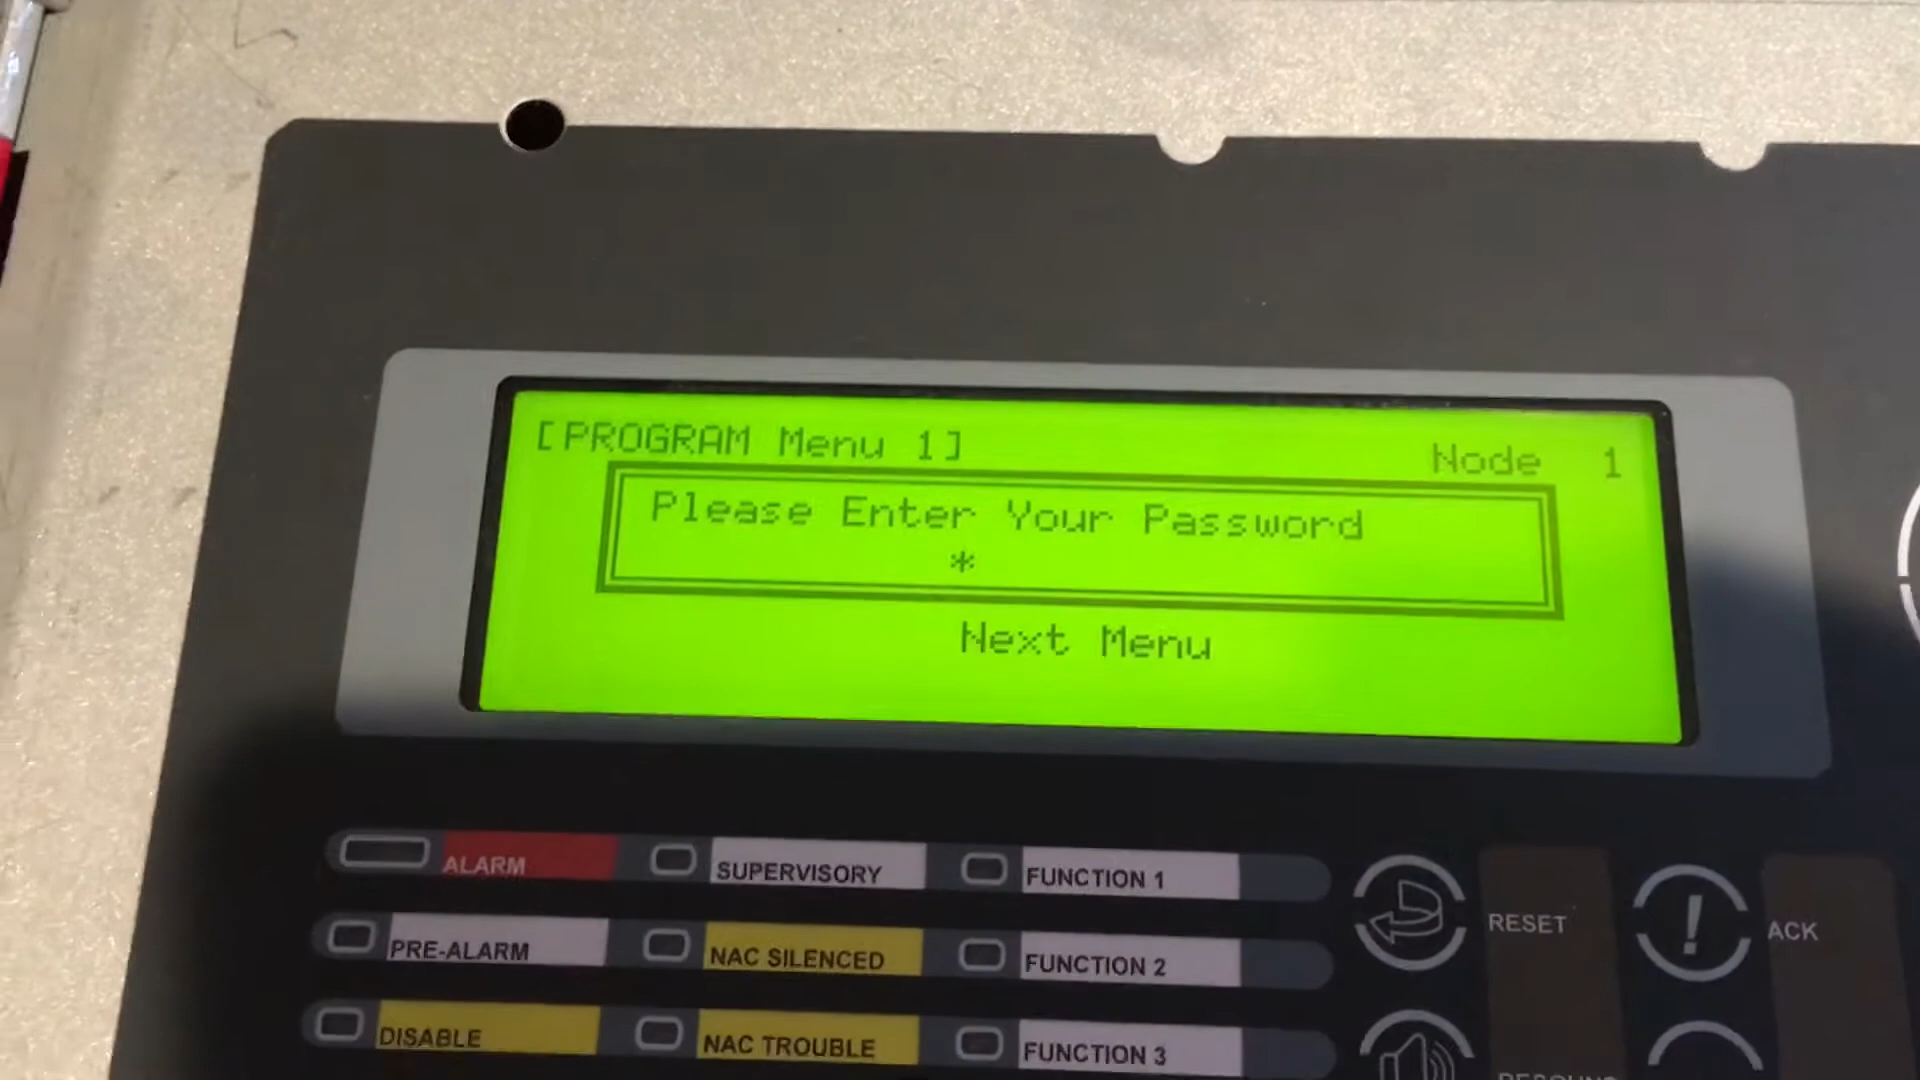 [PROGRAM Menu 1]
Node 1
Please Enter Your Password
*
Next Menu
ALARM
SUPERVISORY
FUNCTION 1
RESET
ACK
PRE-ALARM
NAC SILENCED
FUNCTION 2
DISABLE
NAC TROUBLE
FUNCTION 3